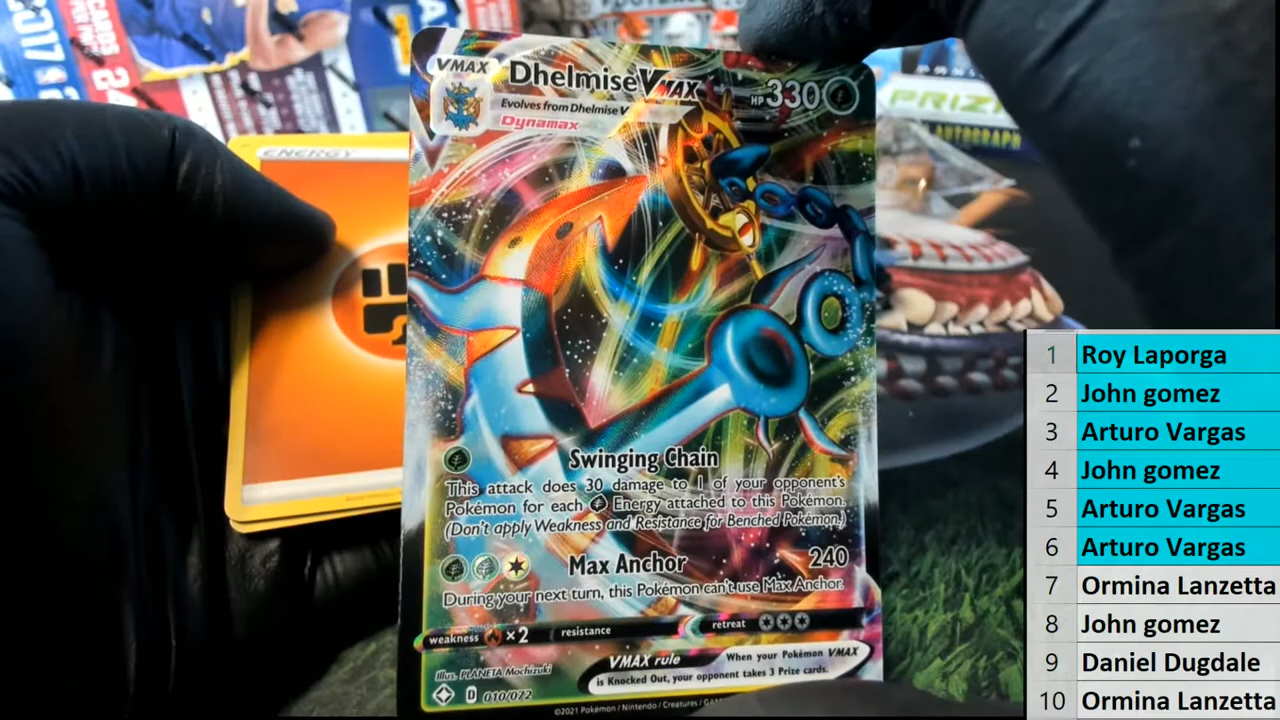 2017
CARDS
PRIZM
AUTOGRAPH
ENERGY
VMAX
Dhelmise VMAX
HP 330
Evolves from Dhelmise V
Dynamax
Swinging Chain
This attack does 30 damage to 1 of your opponent's
Pokémon for each Energy attached to this Pokémon.
(Don't apply Weakness and Resistance for Benched Pokémon.)
Max Anchor 240
During your next turn, this Pokémon can't use Max Anchor.
weakness ×2 resistance retreat
VMAX rule When your Pokémon VMAX
is Knocked Out, your opponent takes 3 Prize cards.
Illus. PLANETA Mochizuki
D 010/072
©2021 Pokémon / Nintendo / Creatures /
1 Roy Laporga
2 John gomez
3 Arturo Vargas
4 John gomez
5 Arturo Vargas
6 Arturo Vargas
7 Ormina Lanzetta
8 John gomez
9 Daniel Dugdale
10 Ormina Lanzetta